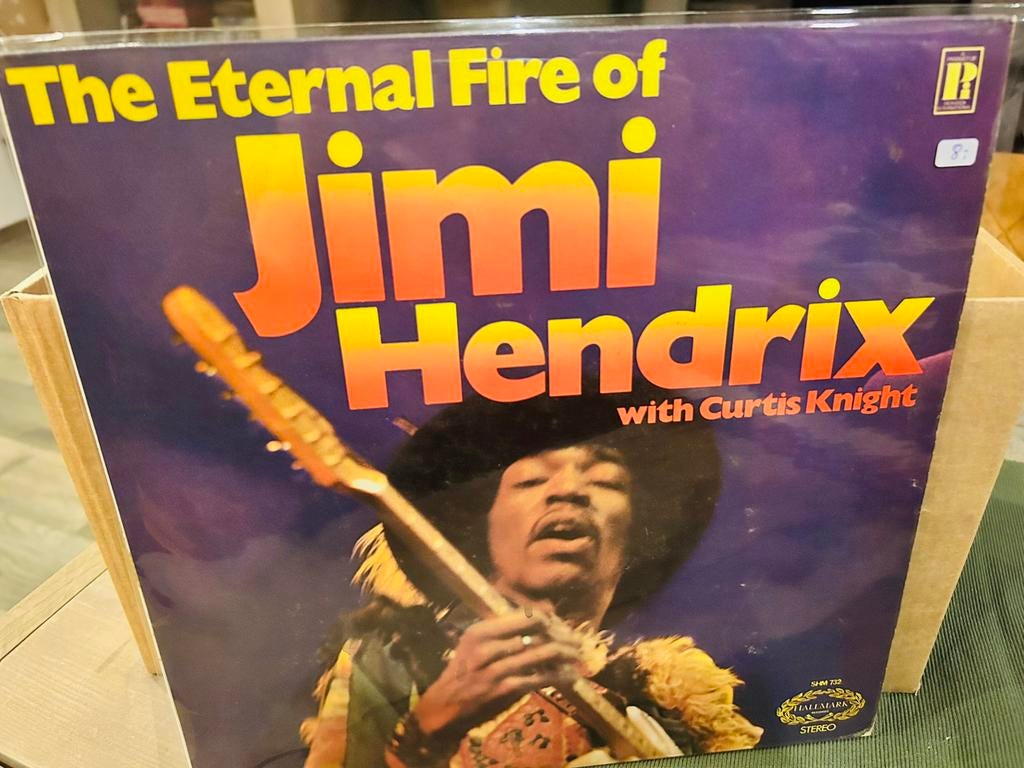 The Eternal Fire of
Jimi
Hendrix
with Curtis Knight
P
8:
SHM 732
HALLMARK
STEREO